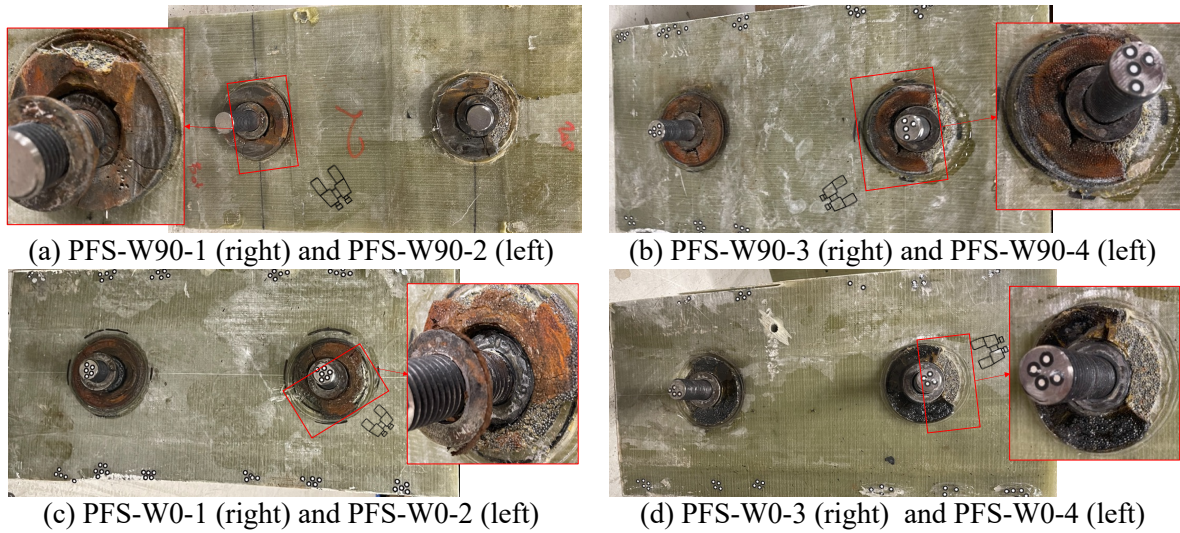 (a) PFS-W90-1 (right) and PFS-W90-2 (left)
(b) PFS-W90-3 (right) and PFS-W90-4 (left)
(c) PFS-W0-1 (right) and PFS-W0-2 (left)
(d) PFS-W0-3 (right) and PFS-W0-4 (left)